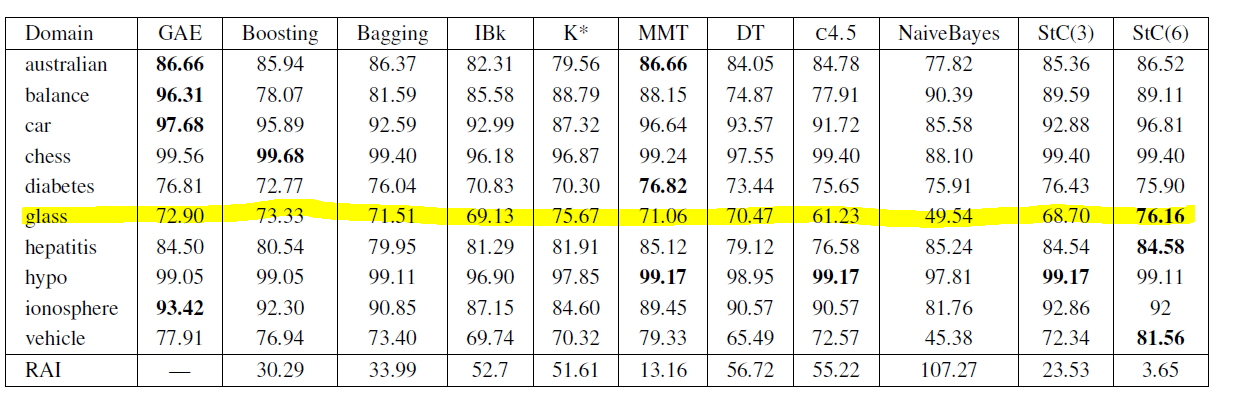 Domain GAE Boosting Bagging IBk K* MMT DT C4.5 NaiveBayes StC(3) StC(6)
australian 86.66 85.94 86.37 82.31 79.56 86.66 84.05 84.78 77.82 85.36 86.52
balance 96.31 78.07 81.59 85.58 88.79 88.15 74.87 77.91 90.39 89.59 89.11
car 97.68 95.89 92.59 92.99 87.32 96.64 93.57 91.72 85.58 92.88 96.81
chess 99.56 99.68 99.40 96.18 96.87 99.24 97.55 99.40 88.10 99.40 99.40
diabetes 76.81 72.77 76.04 70.83 70.30 76.82 73.44 75.65 75.91 76.43 75.90
glass 72.90 73.33 71.51 69.13 75.67 71.06 70.47 61.23 49.54 68.70 76.16
hepatitis 84.50 80.54 79.95 81.29 81.91 85.12 79.12 76.58 85.24 84.54 84.58
hypo 99.05 99.05 99.11 96.90 97.85 99.17 98.95 99.17 97.81 99.17 99.11
ionosphere 93.42 92.30 90.85 87.15 84.60 89.45 90.57 90.57 81.76 92.86 92
vehicle 77.91 76.94 73.40 69.74 70.32 79.33 65.49 72.57 45.38 72.34 81.56
RAI — 30.29 33.99 52.7 51.61 13.16 56.72 55.22 107.27 23.53 3.65